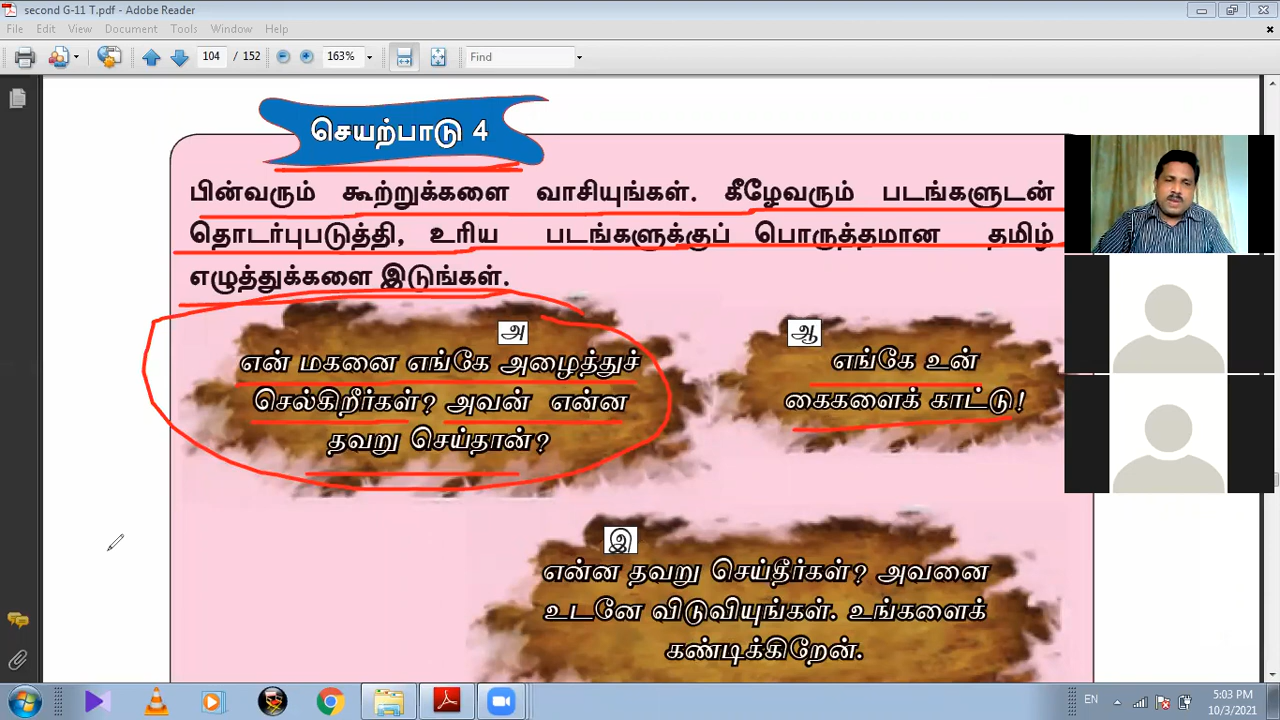 second G-11 T.pdf - Adobe Reader
File Edit View Document Tools Window Help
104 / 152 163% Find
செயற்பாடு 4
பின்வரும் கூற்றுக்களை வாசியுங்கள். கீழேவரும் படங்களுடன்
தொடர்புபடுத்தி, உரிய படங்களுக்குப் பொருத்தமான தமிழ்
எழுத்துக்களை இடுங்கள்.
அ
என் மகனை எங்கே அழைத்துச்
செல்கிறீர்கள்? அவன் என்ன
தவறு செய்தான்?
ஆ
எங்கே உன்
கைகளைக் காட்டு!
இ
என்ன தவறு செய்தீர்கள்? அவனை
உடனே விடுவியுங்கள். உங்களைக்
கண்டிக்கிறேன்.
EN
5:03 PM
10/3/2021